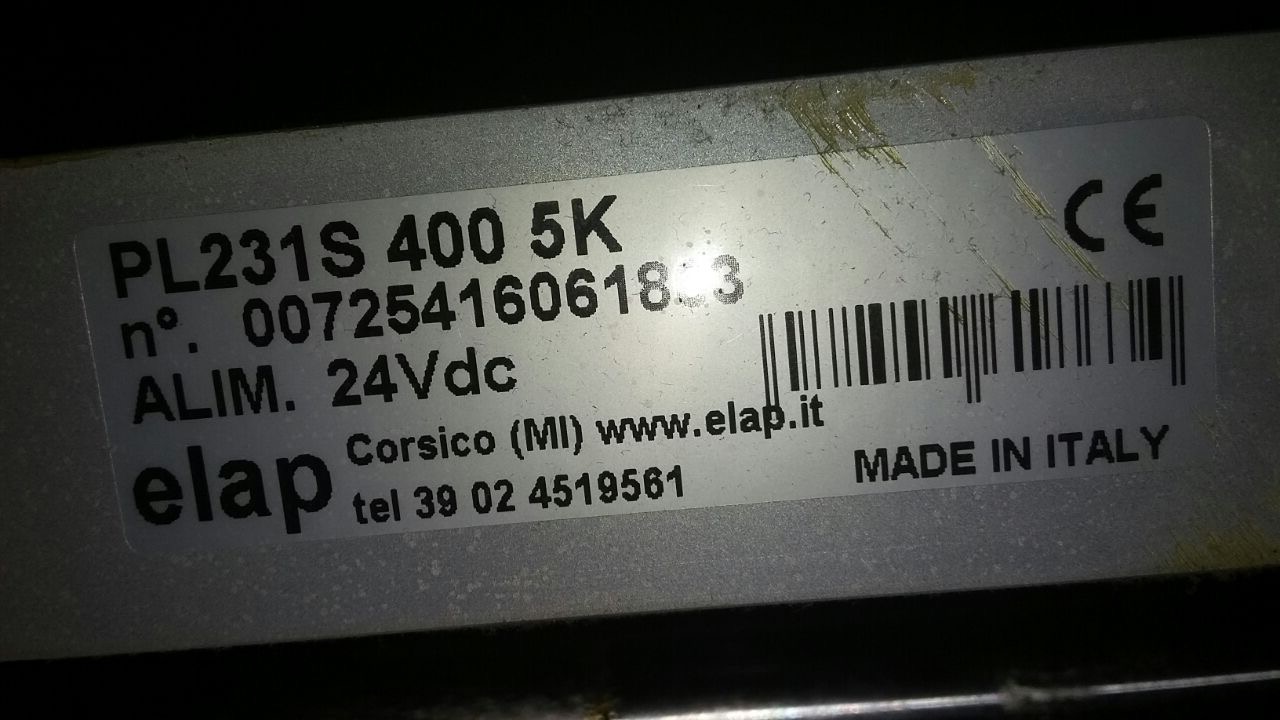 PL231S 400 5K
CE
nº.
ALIM. 24Vdc
elap
Corsico (MI) www.elap.it
tel 39 02 4519561
MADE IN ITALY